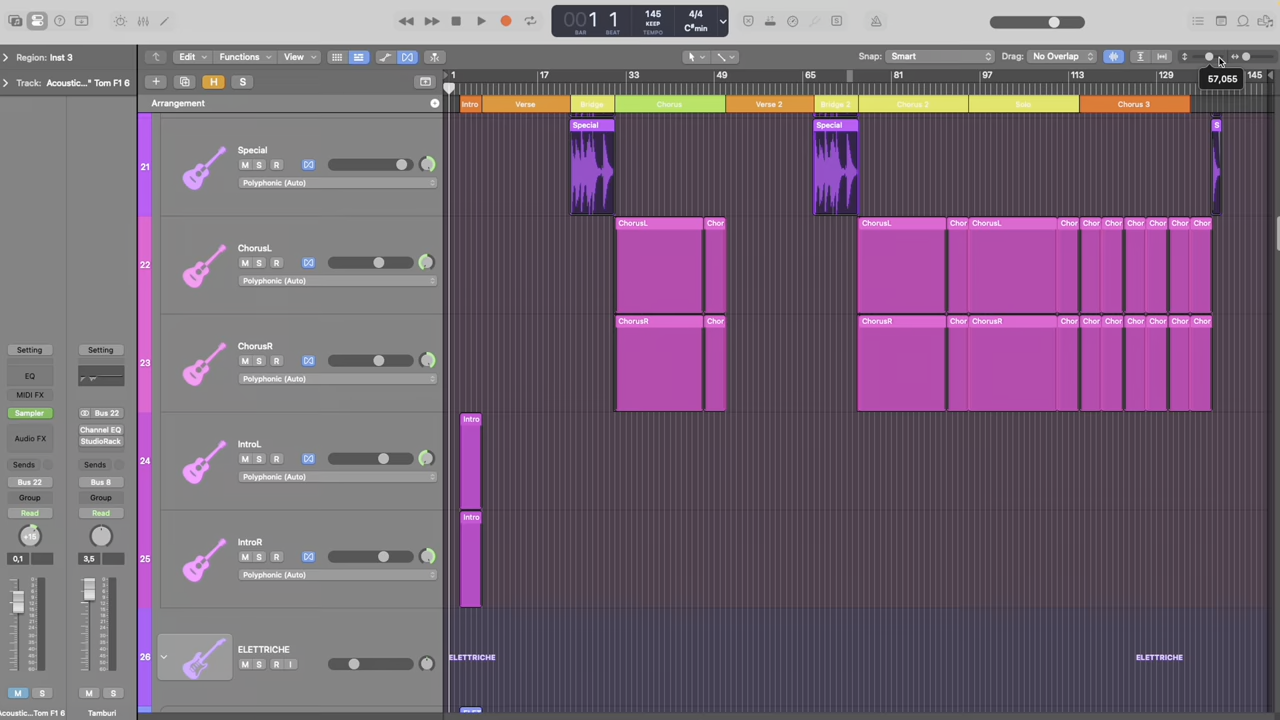 001 1
BAR BEAT
145
KEEP
TEMPO
4/4
C#min
Region: Inst 3
Edit Functions View
Snap: Smart
Drag: No Overlap
57,055
Track: Acoustic..." Tom F1 6
H S
1 17 33 49 65 81 97 113 129 145
Arrangement
Intro Verse Bridge Chorus Verse 2 Bridge 2 Chorus 2 Solo Chorus 3
21
Special
M S R
Polyphonic (Auto)
Special Special S
22
ChorusL
M S R
Polyphonic (Auto)
ChorusL Chor ChorusL Chor ChorusL Chor Chor Chor Chor Chor Chor
23
ChorusR
M S R
Polyphonic (Auto)
ChorusR Chor ChorusR Chor ChorusR Chor Chor Chor Chor Chor Chor
24
IntroL
M S R
Polyphonic (Auto)
Intro
25
IntroR
M S R
Polyphonic (Auto)
Intro
26
ELETTRICHE
M S R I
ELETTRICHE ELETTRICHE
Setting Setting
EQ
MIDI FX
Sampler Bus 22
Channel EQ
Audio FX StudioRack
Sends Sends
Bus 22 Bus 8
Group Group
Read Read
+15
0,1 3,5
M S M S
Acoustic...Tom F1 6 Tamburi